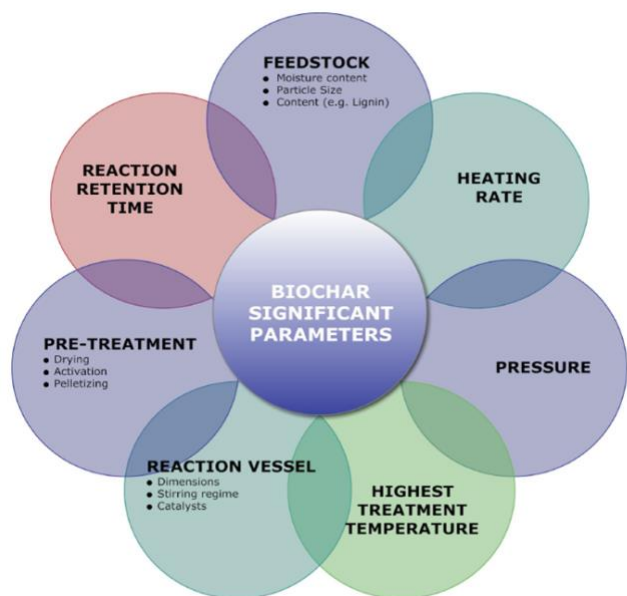 FEEDSTOCK
● Moisture content
● Particle Size
● Content (e.g. Lignin)
REACTION
RETENTION
TIME
HEATING
RATE
BIOCHAR
SIGNIFICANT
PARAMETERS
PRE-TREATMENT
● Drying
● Activation
● Pelletizing
PRESSURE
REACTION VESSEL
● Dimensions
● Stirring regime
● Catalysts
HIGHEST
TREATMENT
TEMPERATURE